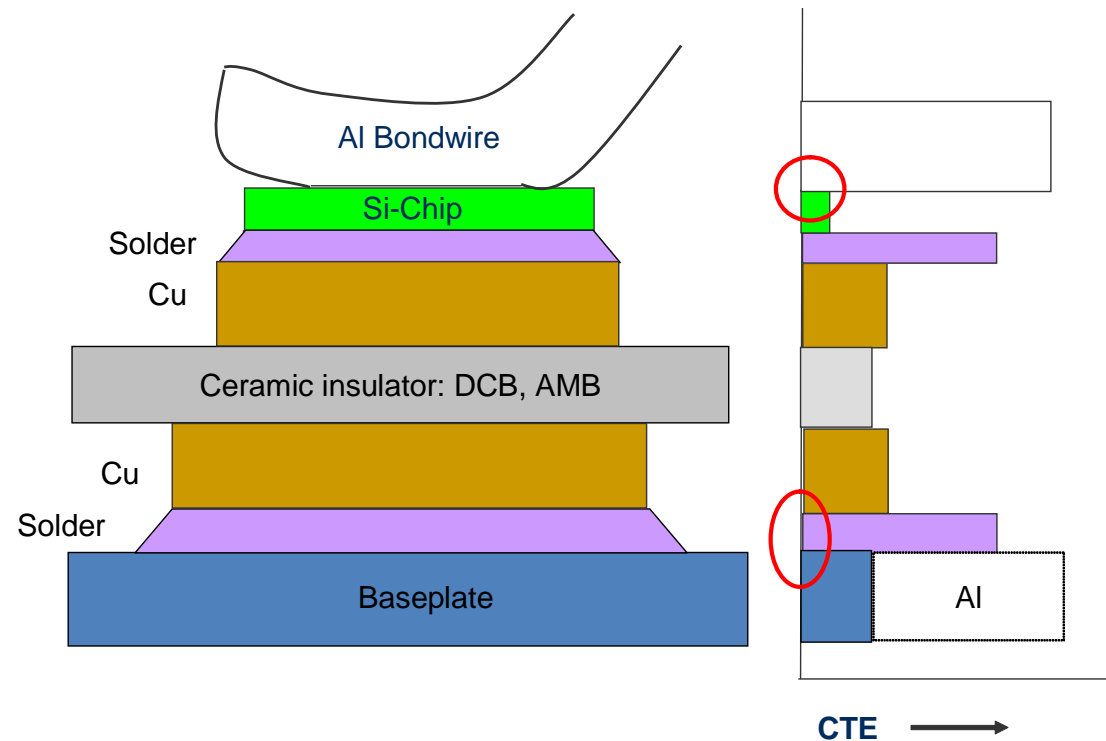 Al Bondwire
Si-Chip
Solder
Cu
Ceramic insulator: DCB, AMB
Cu
Solder
Baseplate
Al
CTE